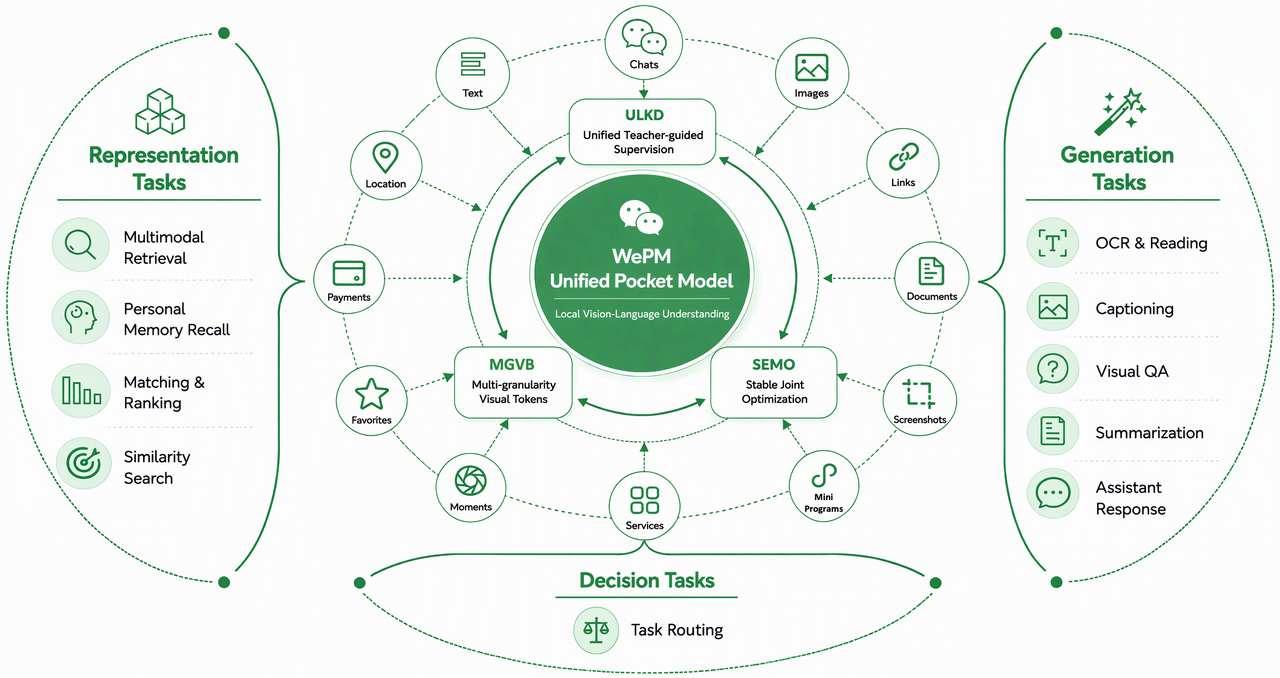 Representation
Tasks
Multimodal
Retrieval
Personal
Memory Recall
Matching &
Ranking
Similarity
Search
Chats
Text
Images
Location
Links
Payments
Documents
Favorites
Screenshots
Moments
Services
Mini
Programs
ULKD
Unified Teacher-guided
Supervision
WePM
Unified Pocket Model
Local Vision-Language Understanding
MGVB
Multi-granularity
Visual Tokens
SEMO
Stable Joint
Optimization
Generation
Tasks
T
OCR & Reading
Captioning
?
Visual QA
Summarization
Assistant
Response
Decision Tasks
Task Routing